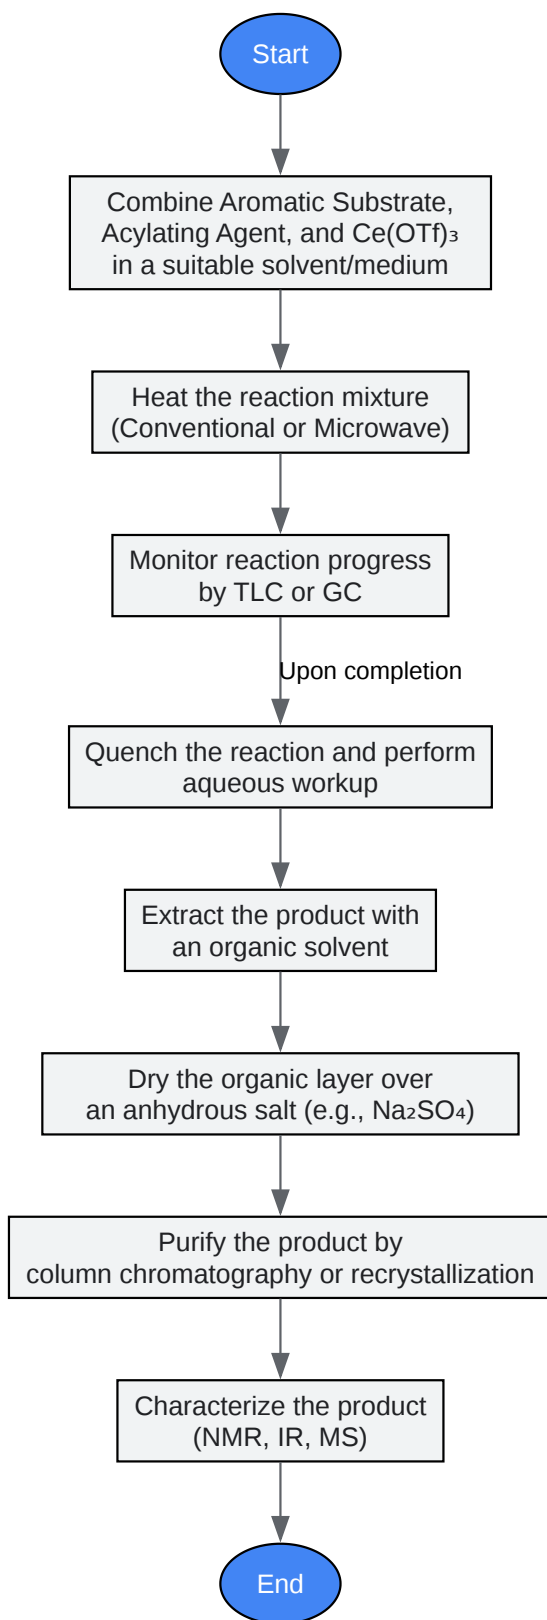 Start
Combine Aromatic Substrate,
Acylating Agent, and Ce(OTf)₃
in a suitable solvent/medium
Heat the reaction mixture
(Conventional or Microwave)
Monitor reaction progress
by TLC or GC
Upon completion
Quench the reaction and perform
aqueous workup
Extract the product with
an organic solvent
Dry the organic layer over
an anhydrous salt (e.g., Na₂SO₄)
Purify the product by
column chromatography or recrystallization
Characterize the product
(NMR, IR, MS)
End